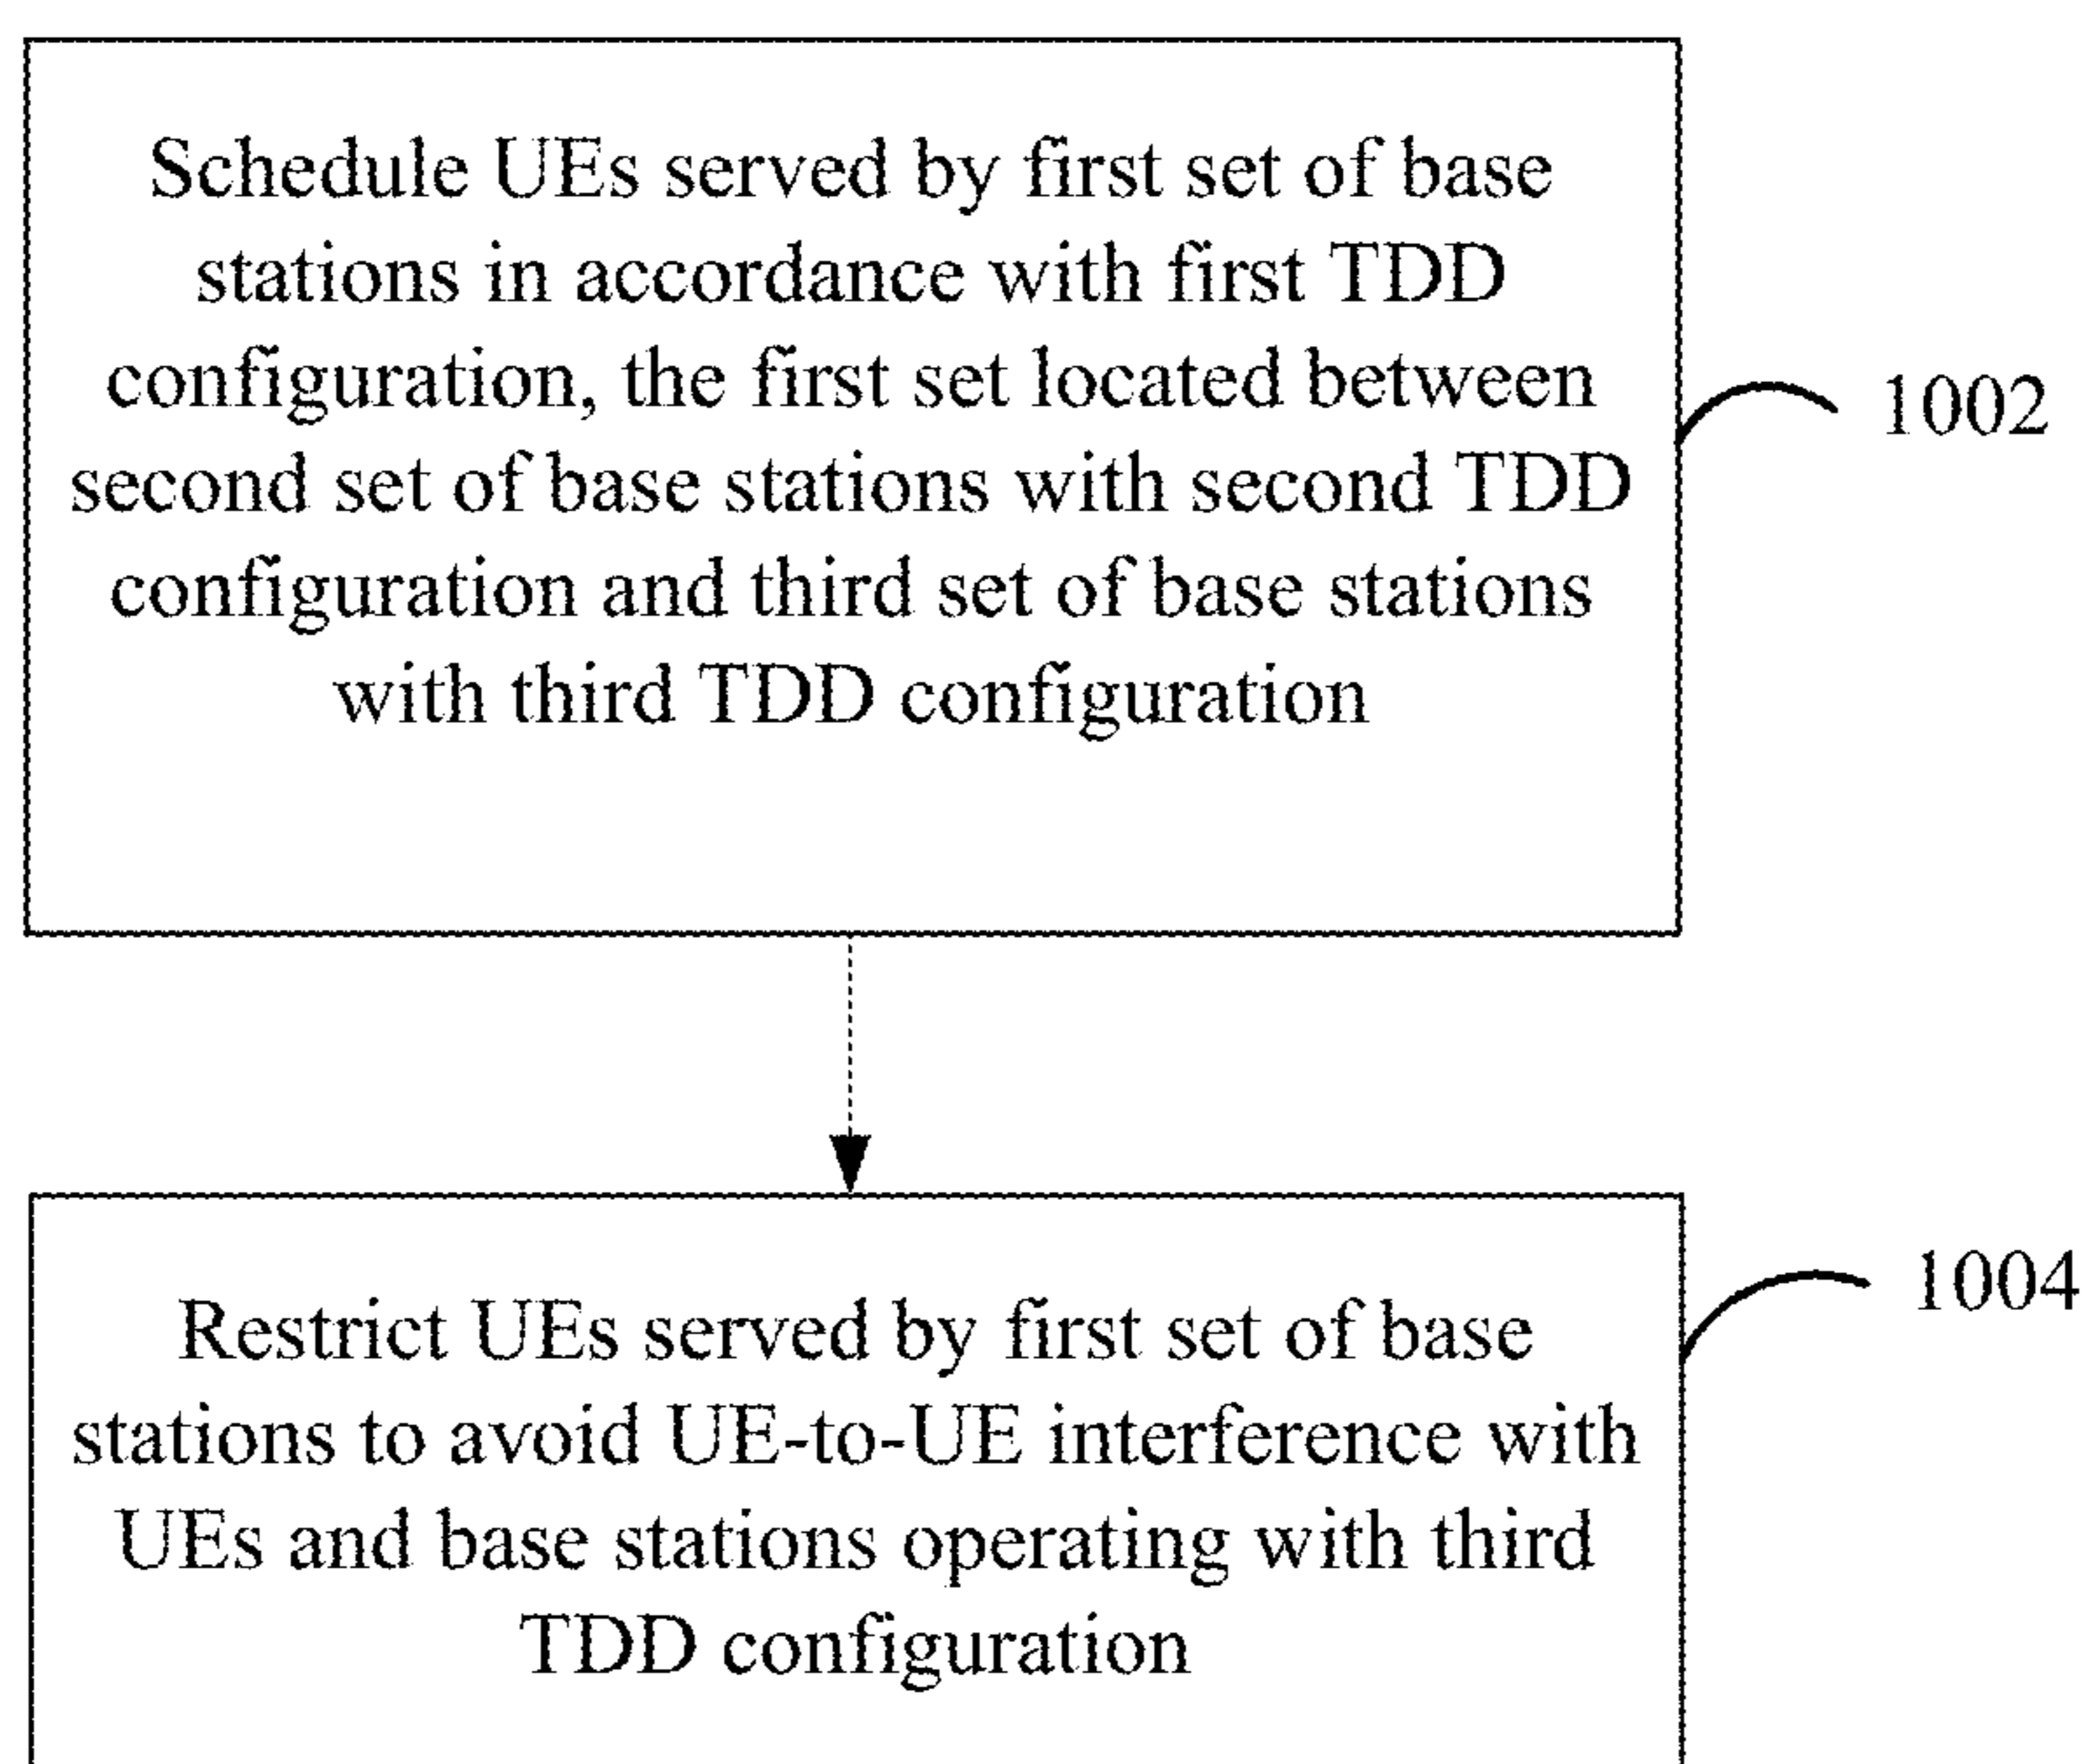 Schedule UEs served by first set of base
stations in accordance with first TDD
configuration, the first set located between
second set of base stations with second TDD
configuration and third set of base stations
with third TDD configuration
1002
Restrict UEs served by first set of base
stations to avoid UE-to-UE interference with
UEs and base stations operating with third
TDD configuration
1004